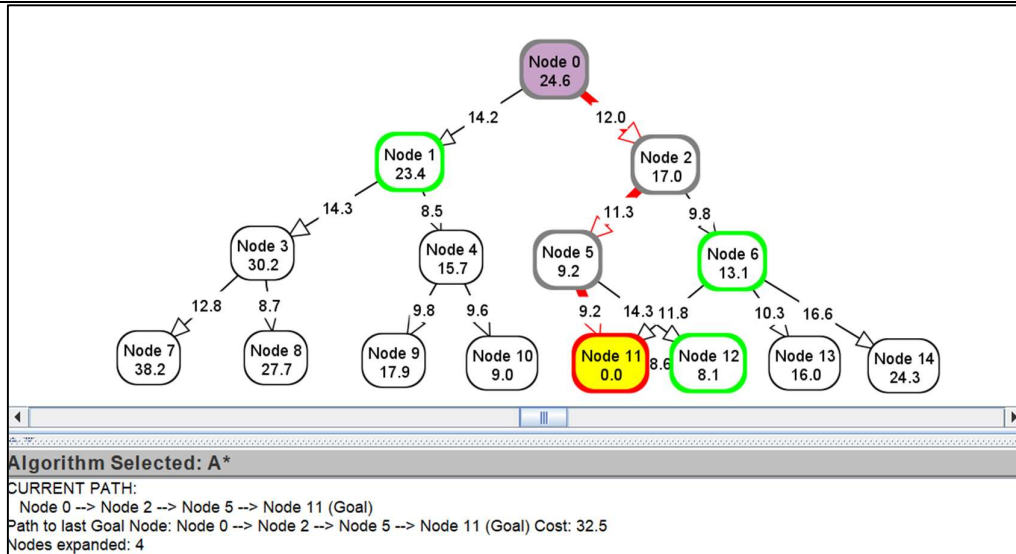 Node 0
24.6
14.2
12.0
Node 1
23.4
Node 2
17.0
14.3
8.5
11.3
9.8
Node 3
30.2
Node 4
15.7
Node 5
9.2
Node 6
13.1
12.8
8.7
9.8
9.6
9.2
14.3
11.8
10.3
16.6
Node 7
38.2
Node 8
27.7
Node 9
17.9
Node 10
9.0
Node 11
0.0
8.6
Node 12
8.1
Node 13
16.0
Node 14
24.3
Algorithm Selected: A*
CURRENT PATH:
Node 0 --> Node 2 --> Node 5 --> Node 11 (Goal)
Path to last Goal Node: Node 0 --> Node 2 --> Node 5 --> Node 11 (Goal) Cost: 32.5
Nodes expanded: 4